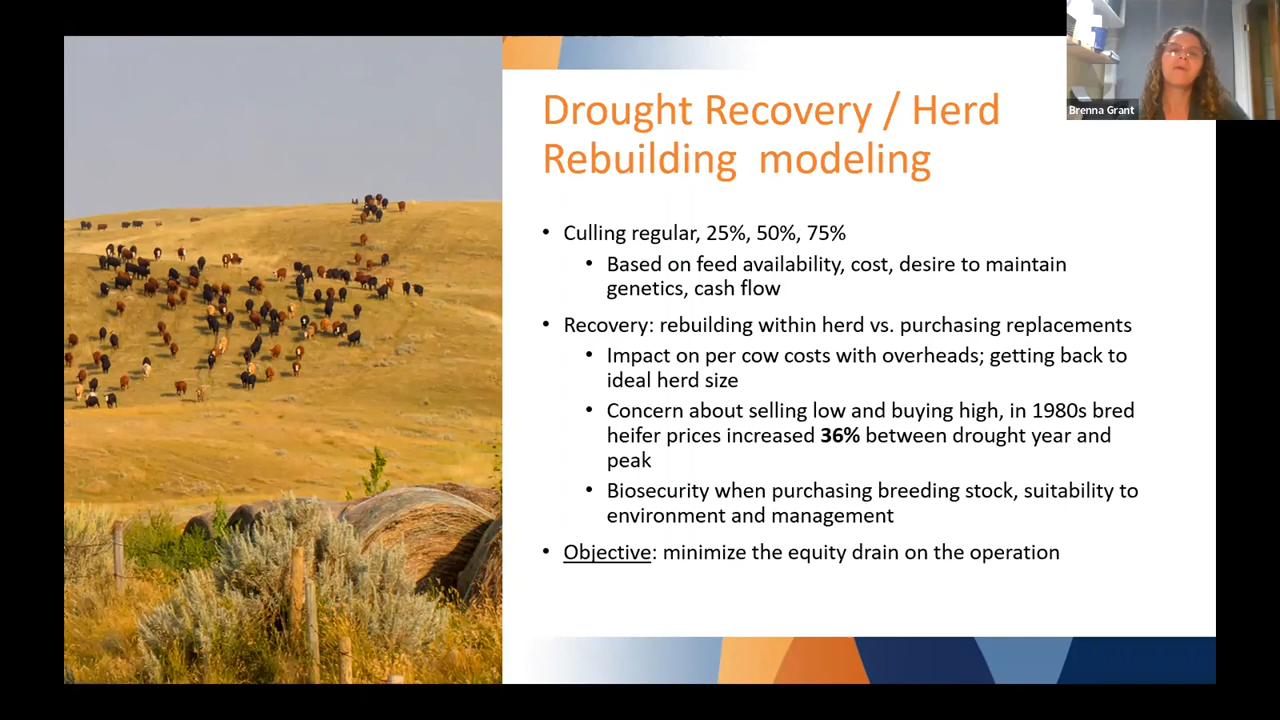 Brenna Grant
Drought Recovery / Herd
Rebuilding modeling
• Culling regular, 25%, 50%, 75%
• Based on feed availability, cost, desire to maintain
genetics, cash flow
• Recovery: rebuilding within herd vs. purchasing replacements
• Impact on per cow costs with overheads; getting back to
ideal herd size
• Concern about selling low and buying high, in 1980s bred
heifer prices increased 36% between drought year and
peak
• Biosecurity when purchasing breeding stock, suitability to
environment and management
• Objective: minimize the equity drain on the operation